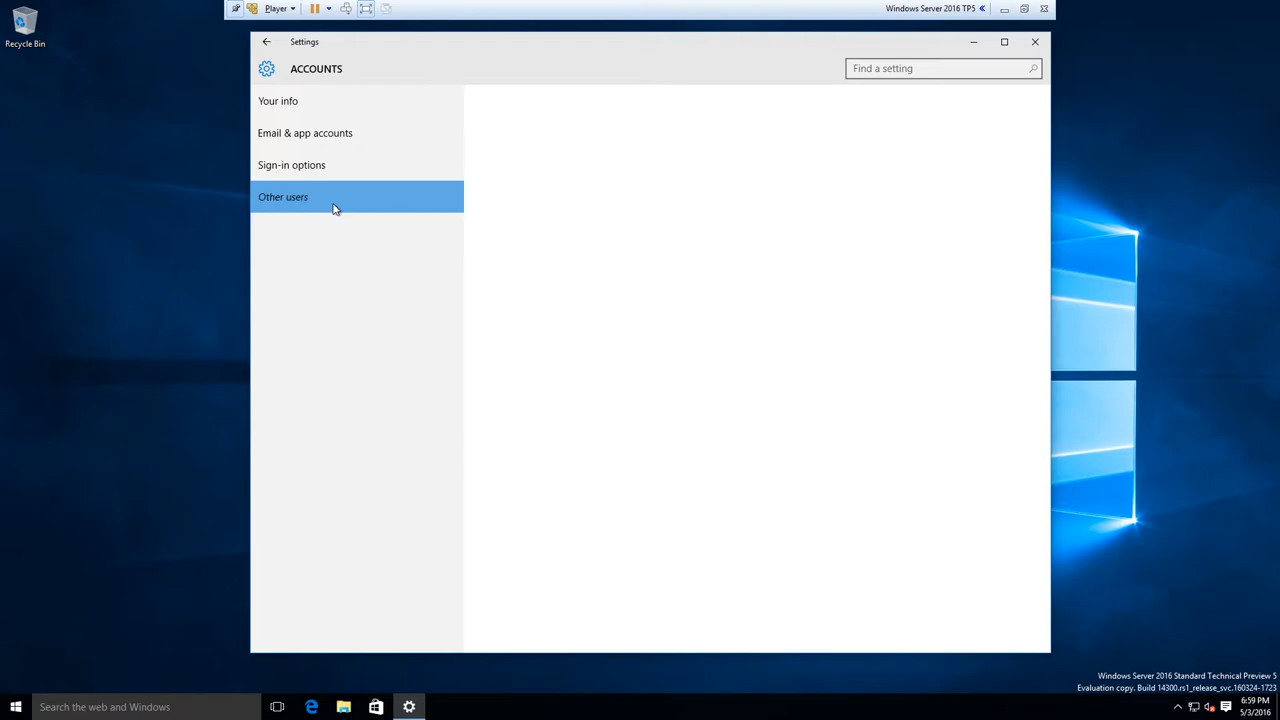 Player
Windows Server 2016 TP5
Recycle Bin
Settings
ACCOUNTS
Find a setting
Your info
Email & app accounts
Sign-in options
Other users
Windows Server 2016 Standard Technical Preview 5
Evaluation copy. Build 14300.rs1_release_svc.160324-1723
Search the web and Windows
6:59 PM
5/3/2016